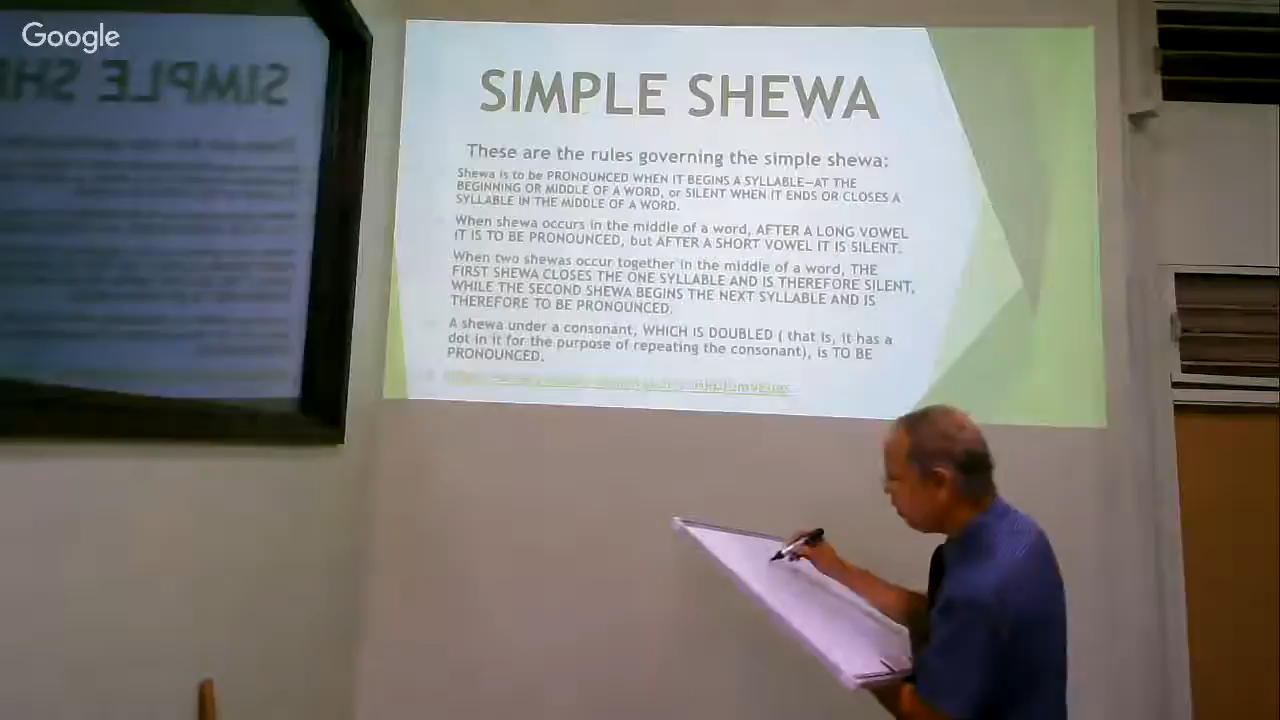 Google
SIMPLE SHEWA
These are the rules governing the simple shewa:
Shewa is to be PRONOUNCED WHEN IT BEGINS A SYLLABLE—AT THE
BEGINNING OR MIDDLE OF A WORD, or SILENT WHEN IT ENDS OR CLOSES A
SYLLABLE IN THE MIDDLE OF A WORD.
When shewa occurs in the middle of a word, AFTER A LONG VOWEL
IT IS TO BE PRONOUNCED, but AFTER A SHORT VOWEL IT IS SILENT.
When two shewas occur together in the middle of a word, THE
FIRST SHEWA CLOSES THE ONE SYLLABLE AND IS THEREFORE SILENT,
WHILE THE SECOND SHEWA BEGINS THE NEXT SYLLABLE AND IS
THEREFORE TO BE PRONOUNCED.
A shewa under a consonant, WHICH IS DOUBLED ( that is, it has a
dot in it for the purpose of repeating the consonant), is TO BE
PRONOUNCED.